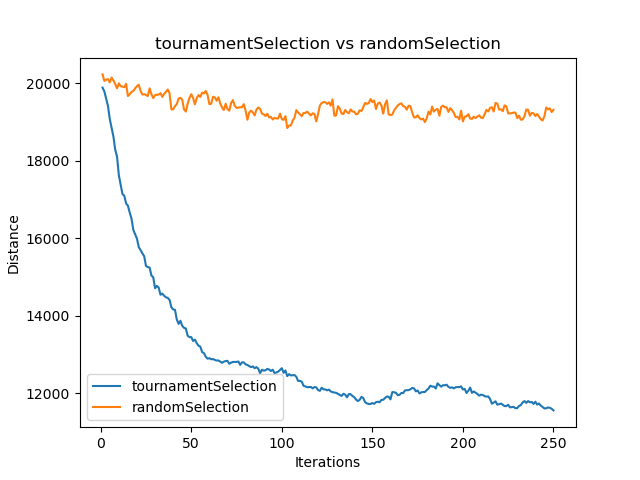 tournamentSelection vs randomSelection
20000
18000
16000
14000
12000
Distance
tournamentSelection
randomSelection
0
50
100
150
200
250
Iterations